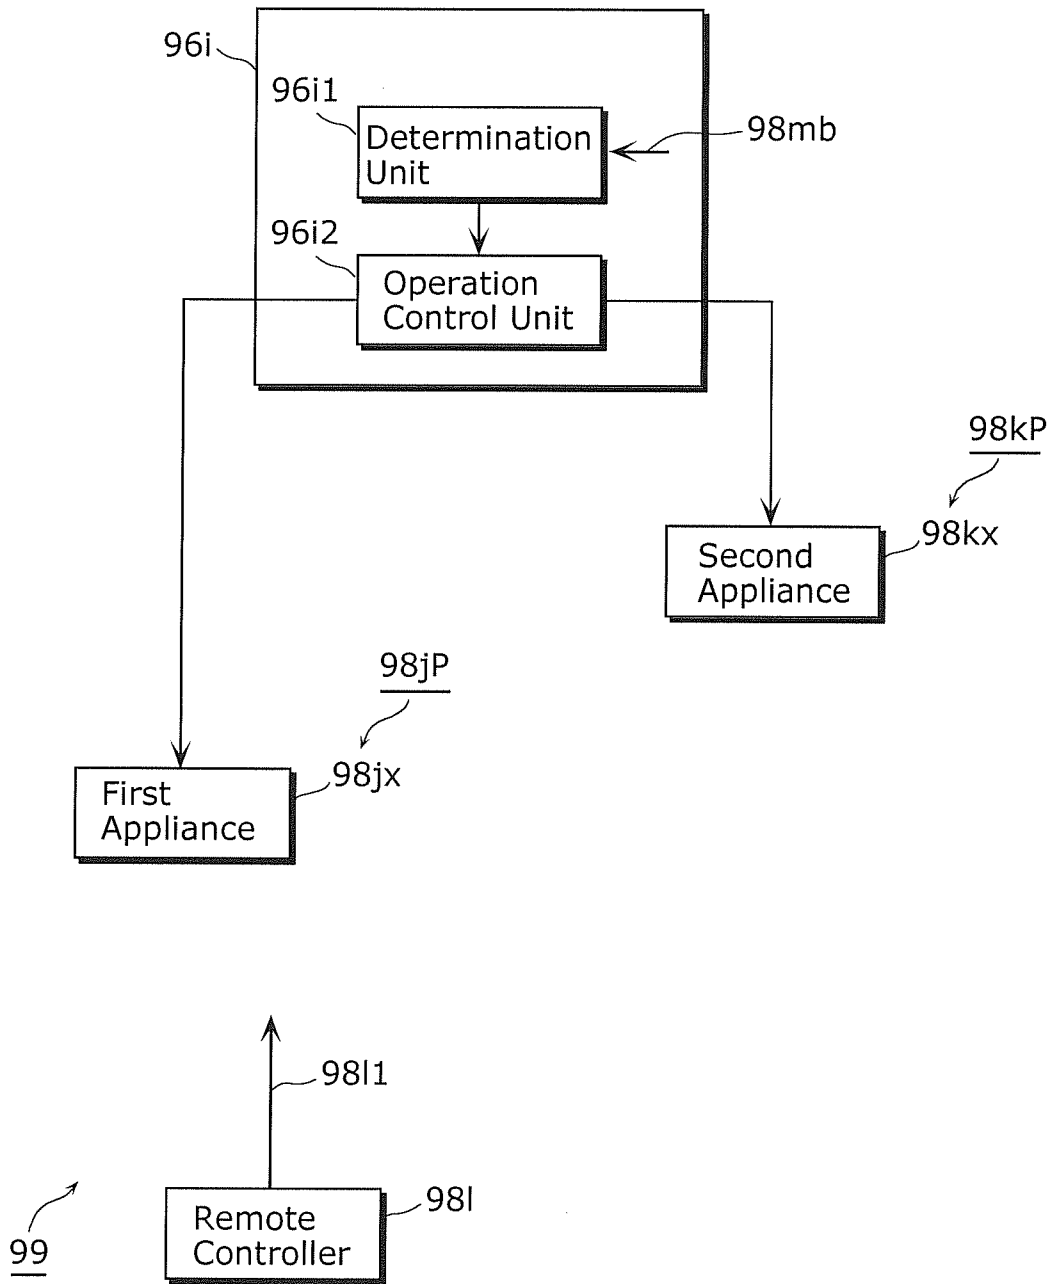 96i
96i1
Determination
Unit
98mb
96i2
Operation
Control Unit
98kP
98kx
Second
Appliance
98jP
98jx
First
Appliance
98l1
98l
Remote
Controller
99